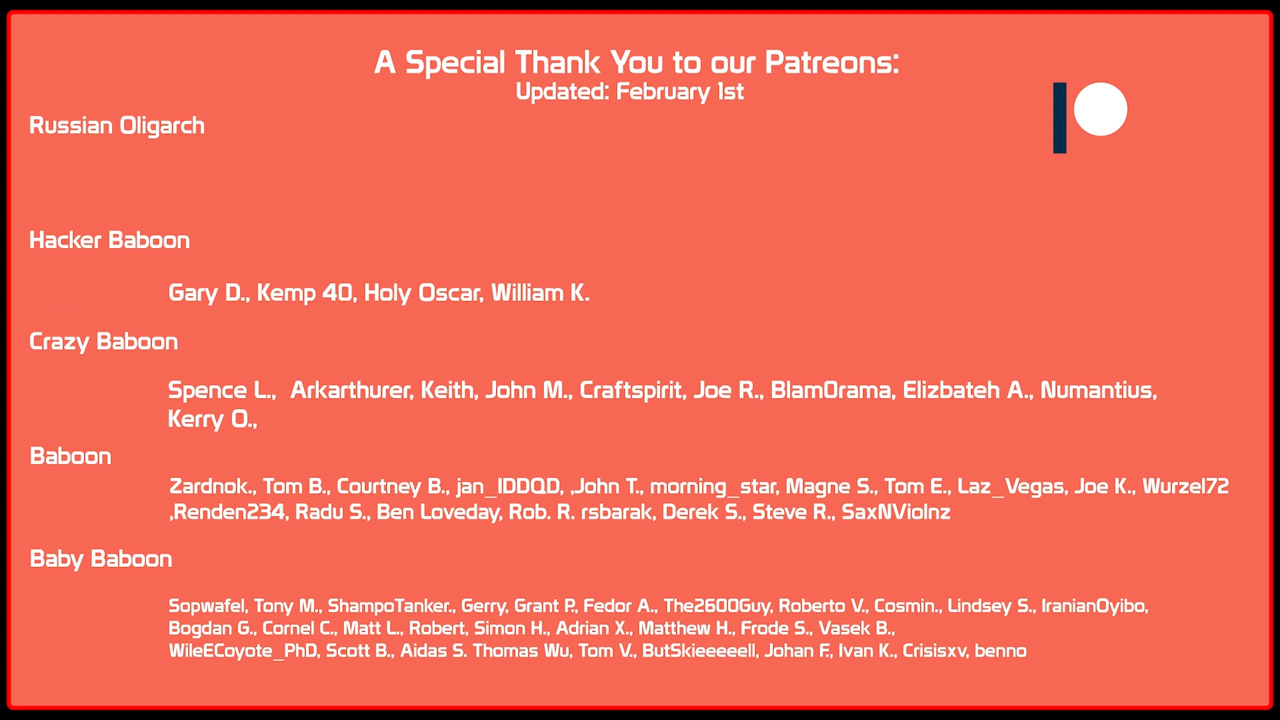 A Special Thank You to our Patreons:
Updated: February 1st
Russian Oligarch
Hacker Baboon
Gary D., Kemp 40, Holy Oscar, William K.
Crazy Baboon
Spence L.,  Arkarthurer, Keith, John M., Craftspirit, Joe R., Blam0rama, Elizbateh A., Numantius,
Kerry O.,
Baboon
Zardnok., Tom B., Courtney B., jan_IDDQD, ,John T., morning_star, Magne S., Tom E., Laz_Vegas, Joe K., Wurzel72
,Renden234, Radu S., Ben Loveday, Rob. R. rsbarak, Derek S., Steve R., SaxNViolnz
Baby Baboon
Sopwafel, Tony M., ShampoTanker., Gerry, Grant P., Fedor A., The2600Guy, Roberto V., Cosmin., Lindsey S., IranianOyibo,
Bogdan G., Cornel C., Matt L., Robert, Simon H., Adrian X., Matthew H., Frode S., Vasek B.,
WileECoyote_PhD, Scott B., Aidas S. Thomas Wu, Tom V., ButSkieeeeell, Johan F., Ivan K., Crisisxv, benno